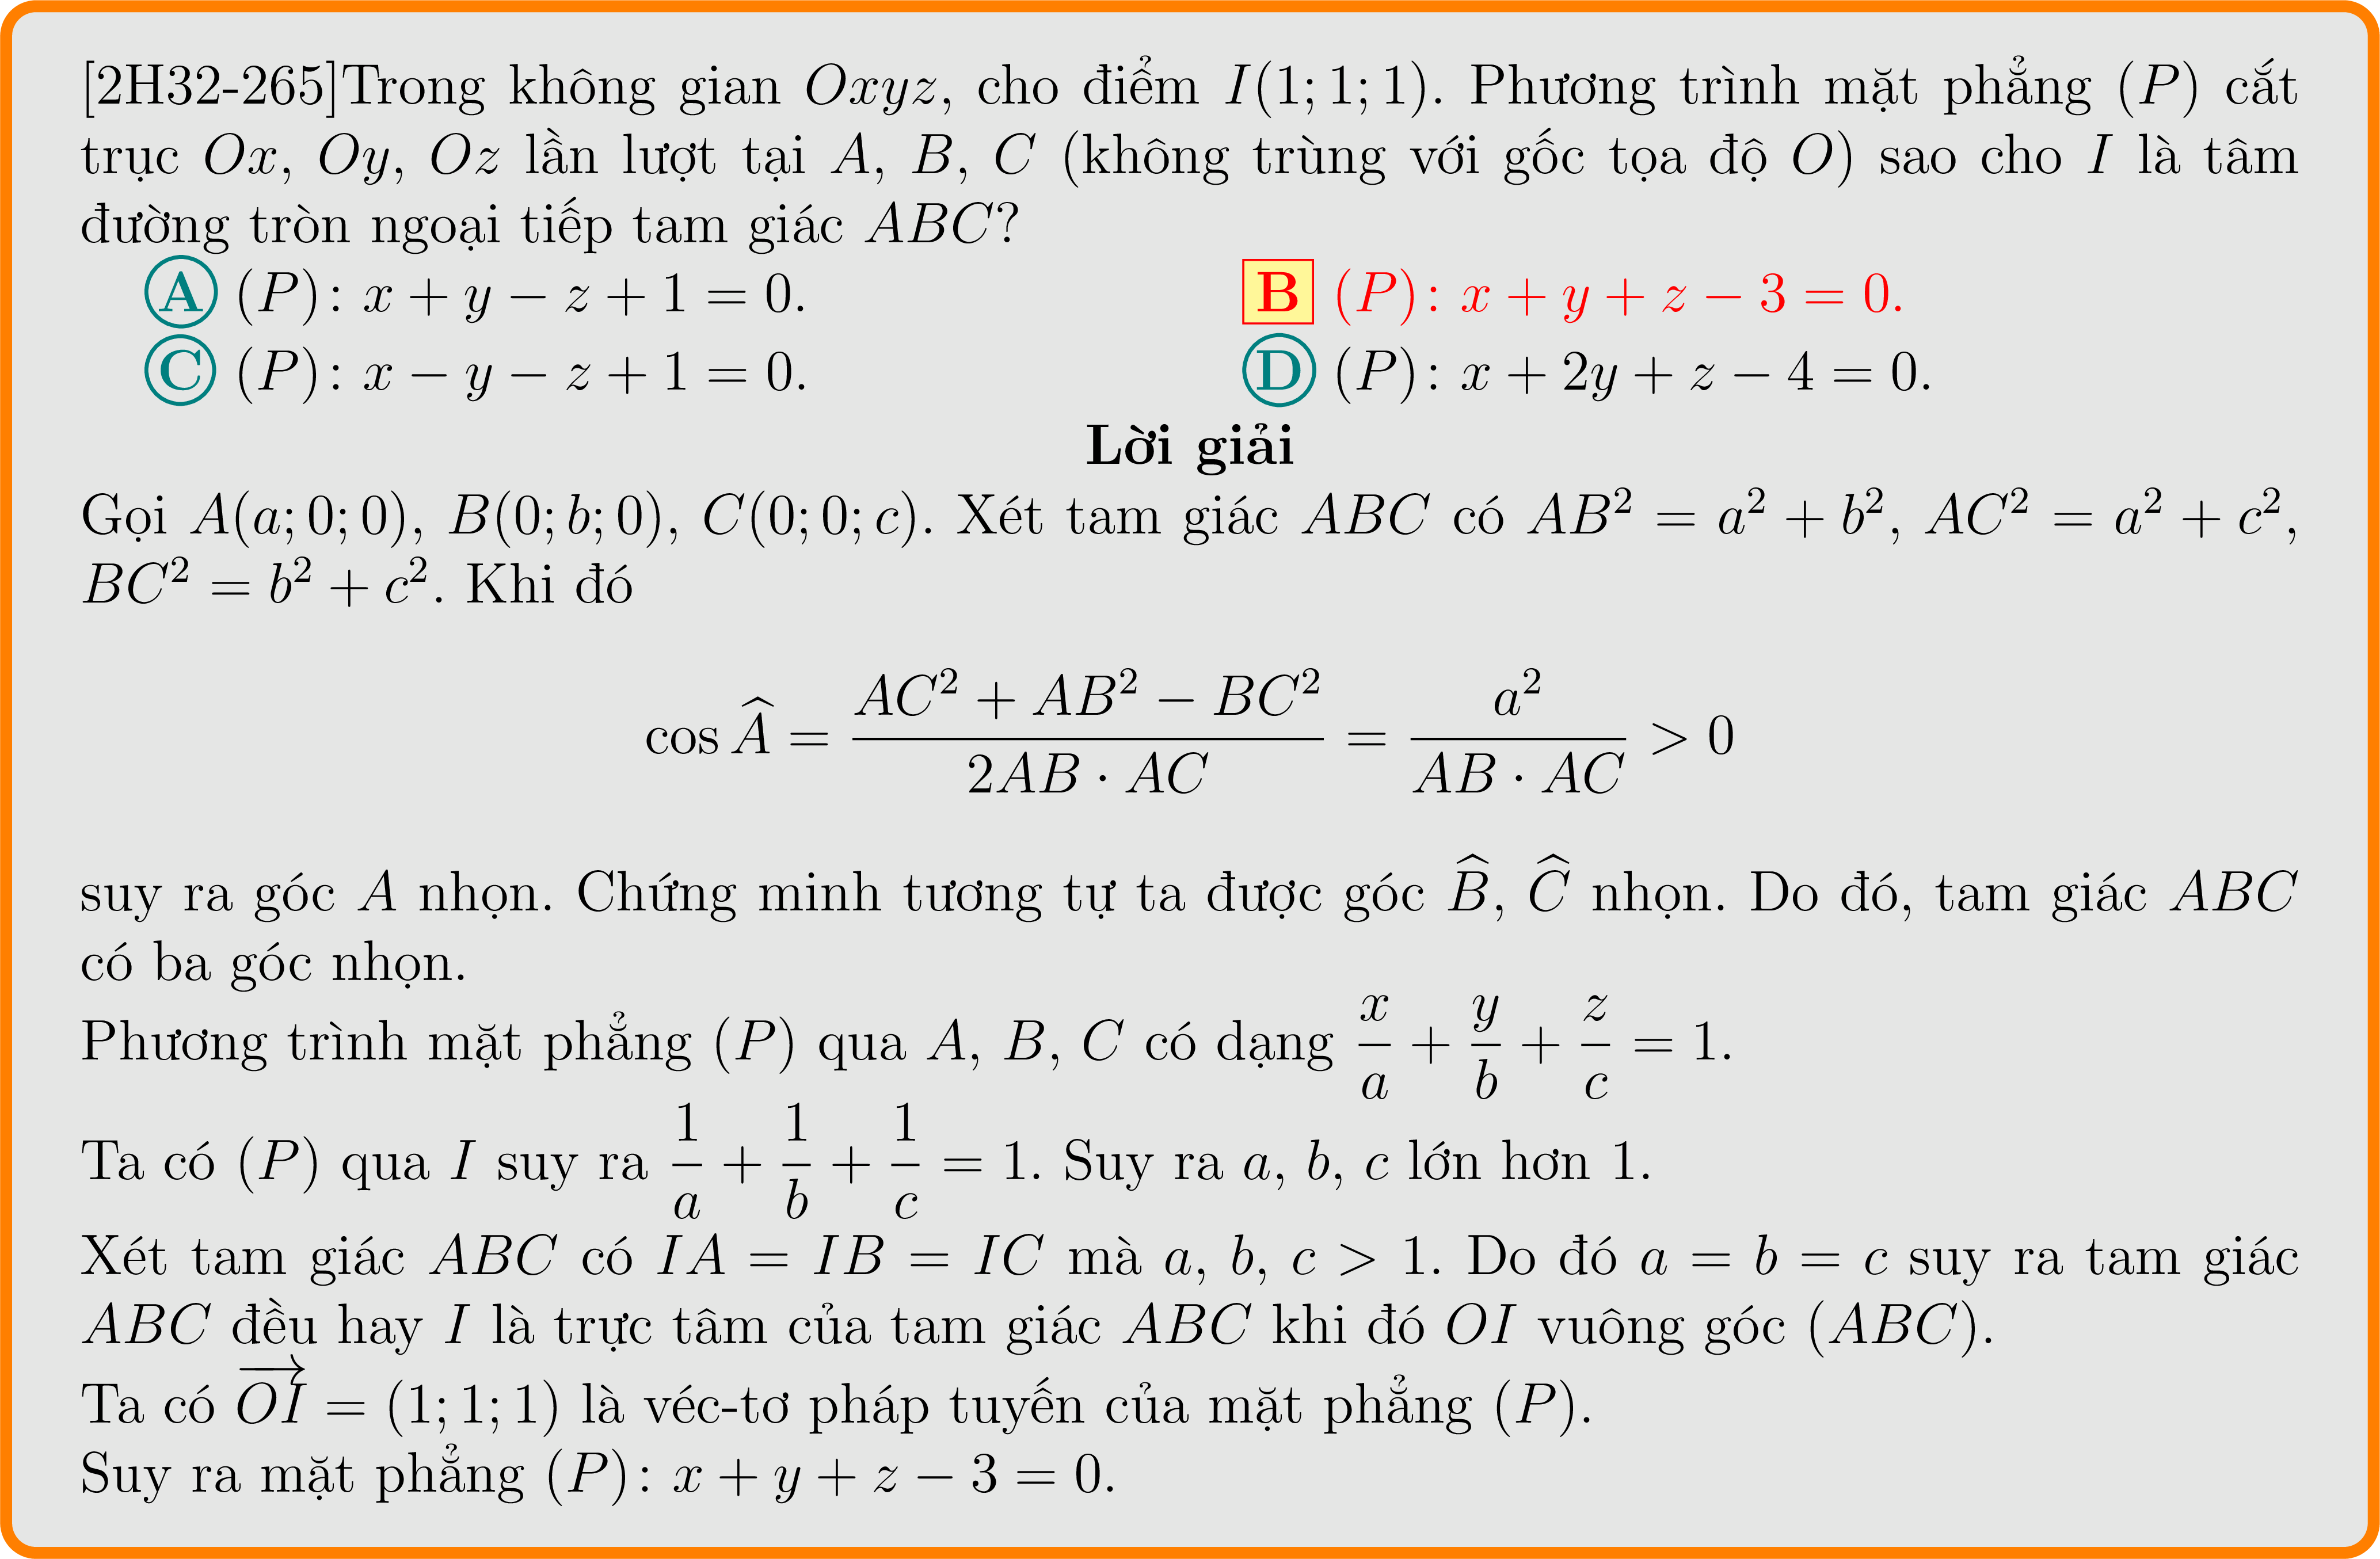 [2H32-265]Trong không gian $Oxyz$, cho điểm $I(1;1;1)$. Phương trình mặt phẳng $(P)$ cắt
trục $Ox$, $Oy$, $Oz$ lần lượt tại $A$, $B$, $C$ (không trùng với gốc tọa độ $O$) sao cho $I$ là tâm
đường tròn ngoại tiếp tam giác $ABC$?
A $(P)\colon x+y-z+1=0$. B $(P)\colon x+y+z-3=0$.
C $(P)\colon x-y-z+1=0$. D $(P)\colon x+2y+z-4=0$.
Lời giải
Gọi $A(a;0;0)$, $B(0;b;0)$, $C(0;0;c)$. Xét tam giác $ABC$ có $AB^2=a^2+b^2$, $AC^2=a^2+c^2$,
$BC^2=b^2+c^2$. Khi đó
$\cos\widehat{A}=\dfrac{AC^2+AB^2-BC^2}{2AB\cdot AC}=\dfrac{a^2}{AB\cdot AC}>0$
suy ra góc $A$ nhọn. Chứng minh tương tự ta được góc $\widehat{B}$, $\widehat{C}$ nhọn. Do đó, tam giác $ABC$
có ba góc nhọn.
Phương trình mặt phẳng $(P)$ qua $A$, $B$, $C$ có dạng $\dfrac{x}{a}+\dfrac{y}{b}+\dfrac{z}{c}=1$.
Ta có $(P)$ qua $I$ suy ra $\dfrac{1}{a}+\dfrac{1}{b}+\dfrac{1}{c}=1$. Suy ra $a$, $b$, $c$ lớn hơn 1.
Xét tam giác $ABC$ có $IA=IB=IC$ mà $a$, $b$, $c>1$. Do đó $a=b=c$ suy ra tam giác
$ABC$ đều hay $I$ là trực tâm của tam giác $ABC$ khi đó $OI$ vuông góc $(ABC)$.
Ta có $\overrightarrow{OI}=(1;1;1)$ là véc-tơ pháp tuyến của mặt phẳng $(P)$.
Suy ra mặt phẳng $(P)\colon x+y+z-3=0$.